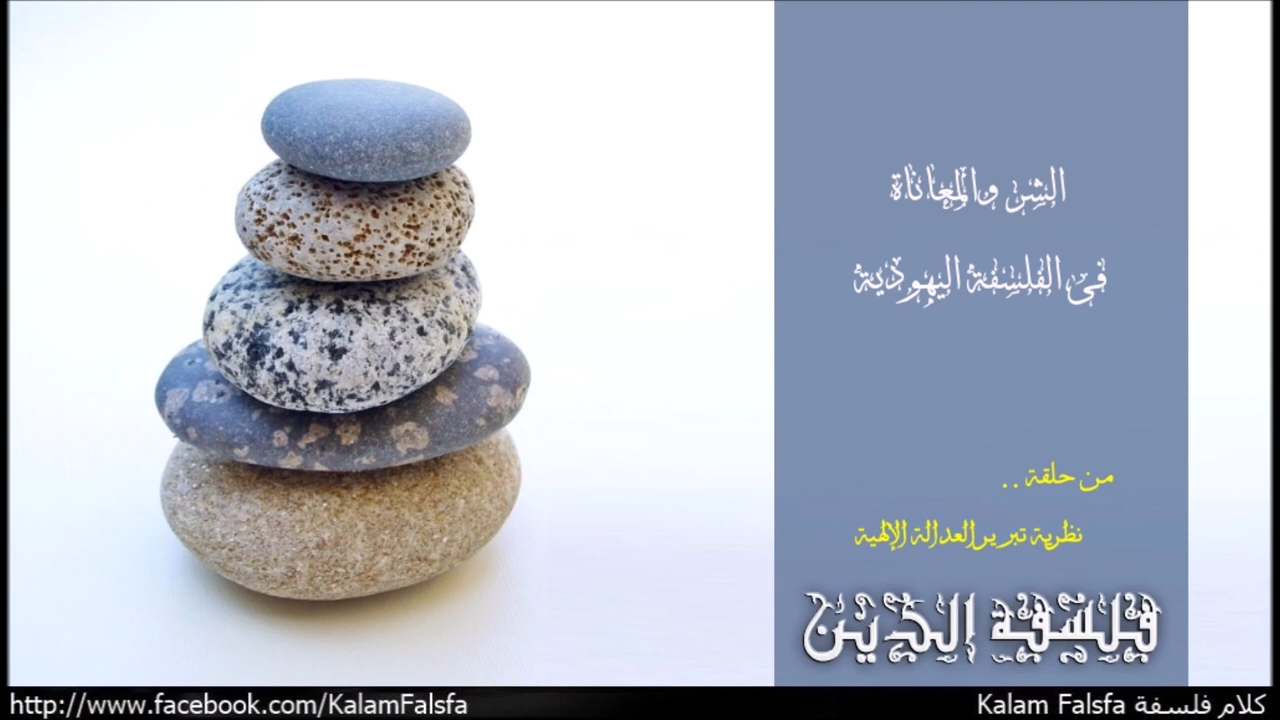 الشر والمعاناة
فى الفلسفة اليهودية
من حلقة ..
نظرية تبرير العدالة الإلهية
فلسفة الدين
http://www.facebook.com/KalamFalsfa
Kalam Falsfa كلام فلسفة